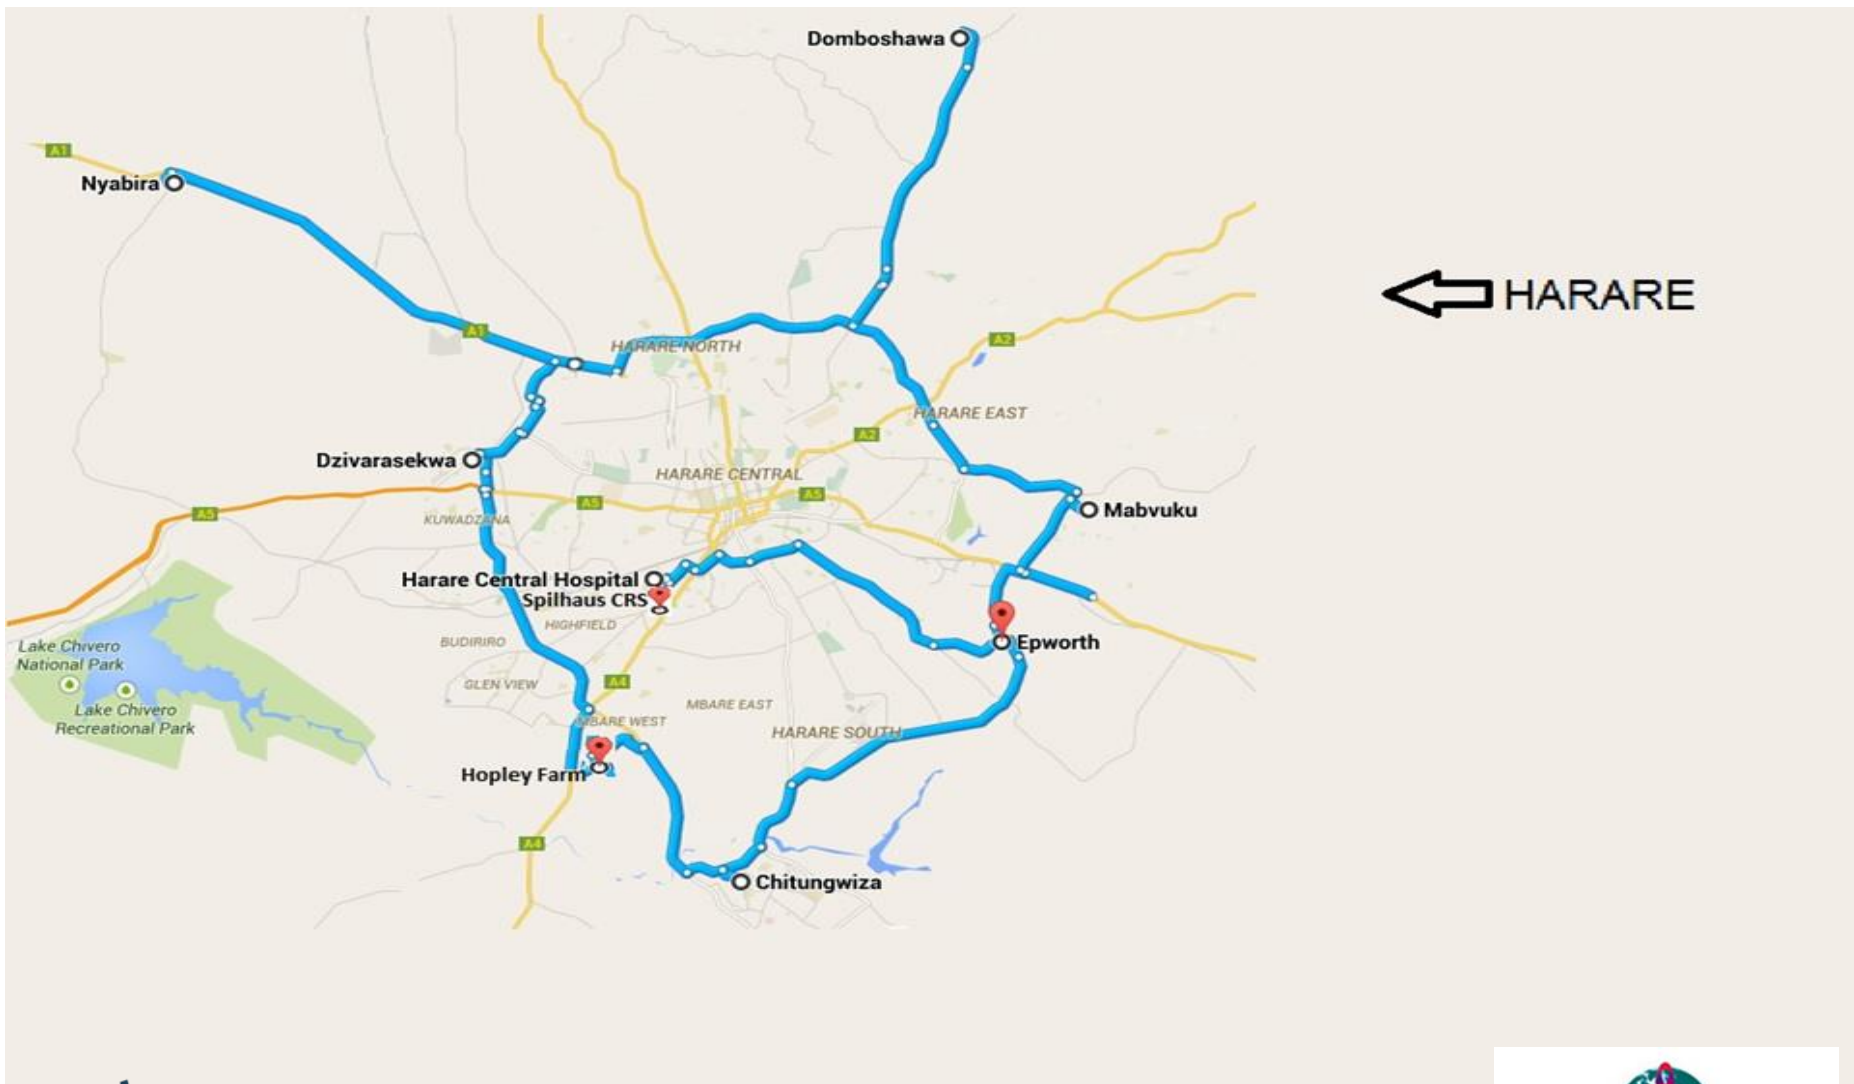 Domboshawa
A1
Nyabira
HARARE
A1
HARARE NORTH
A2
HARARE EAST
A2
Dzivarasekwa
HARARE CENTRAL
A5
A5
A5
Mabvuku
KUWADZANA
Harare Central Hospital
Spilhaus CRS
HIGHFIELD
BUDIRIRO
Epworth
Lake Chivero
National Park
GLEN VIEW
A4
MBARE EAST
Lake Chivero
Recreational Park
MBARE WEST
HARARE SOUTH
Hopley Farm
A4
Chitungwiza